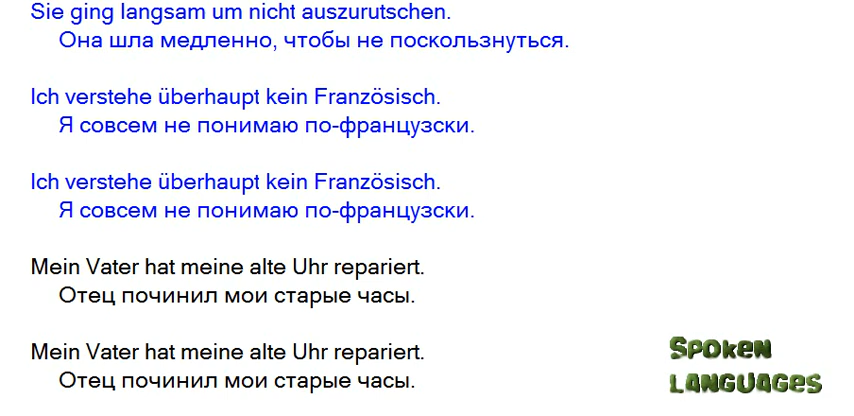 Sie ging langsam um nicht auszurutschen.
Она шла медленно, чтобы не поскользнуться.
Ich verstehe überhaupt kein Französisch.
Я совсем не понимаю по-французски.
Ich verstehe überhaupt kein Französisch.
Я совсем не понимаю по-французски.
Mein Vater hat meine alte Uhr repariert.
Отец починил мои старые часы.
Mein Vater hat meine alte Uhr repariert.
Отец починил мои старые часы.
Spoken
Languages